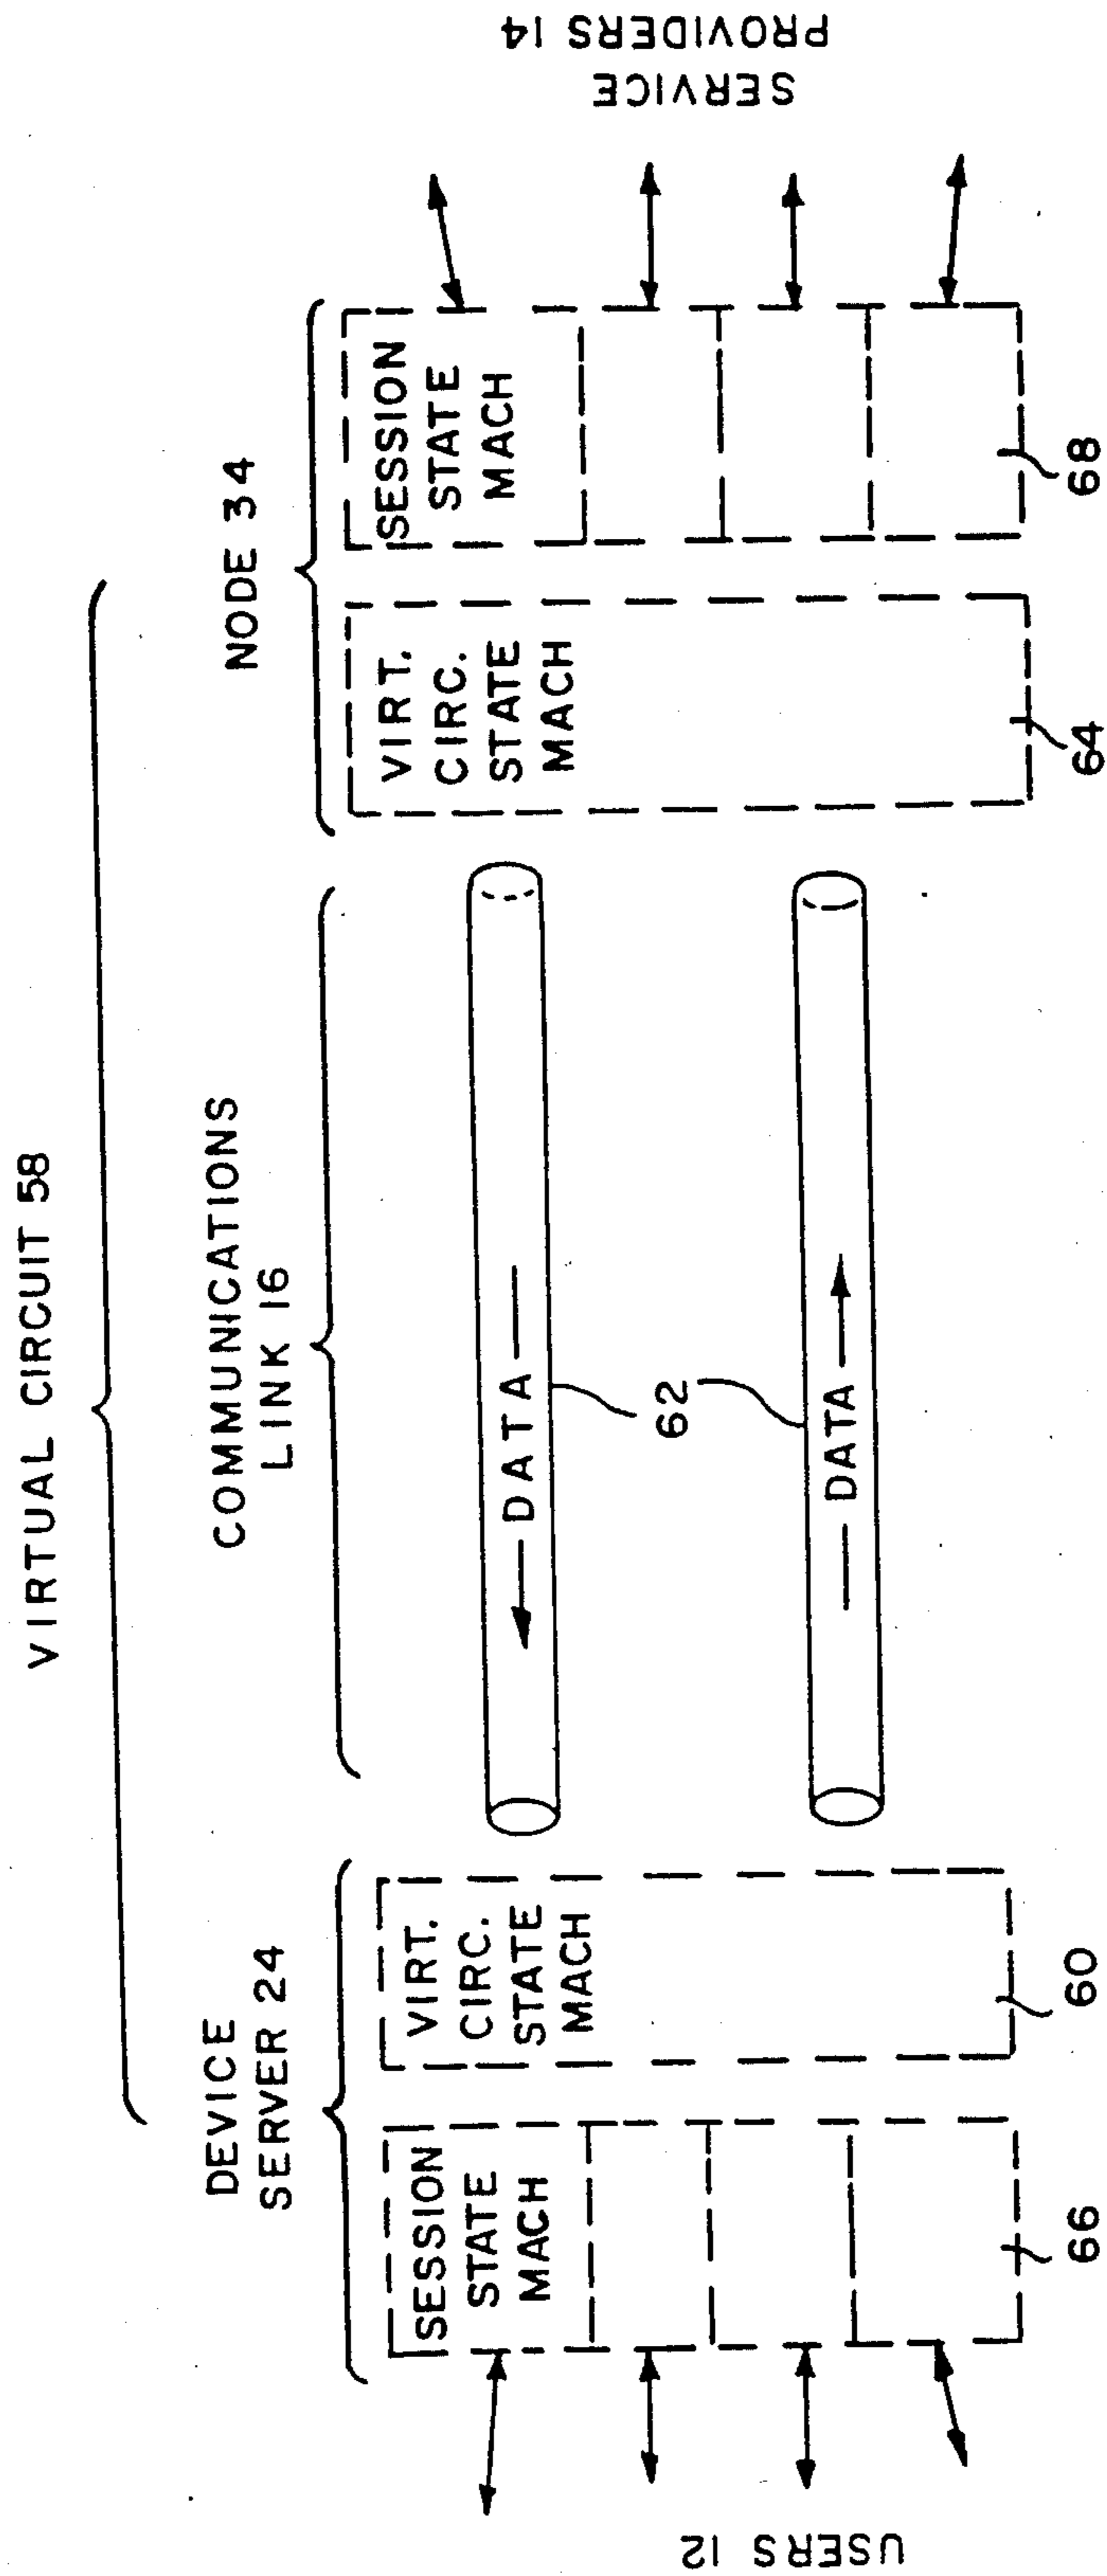 VIRTUAL CIRCUIT 58
DEVICE
SERVER 24
COMMUNICATIONS
LINK 16
NODE 34
USERS 12
SESSION
STATE
MACH
66
VIRT.
CIRC.
STATE
MACH
60
DATA
62
DATA
VIRT.
CIRC.
STATE
MACH
64
SESSION
STATE
MACH
68
SERVICE
PROVIDERS 14